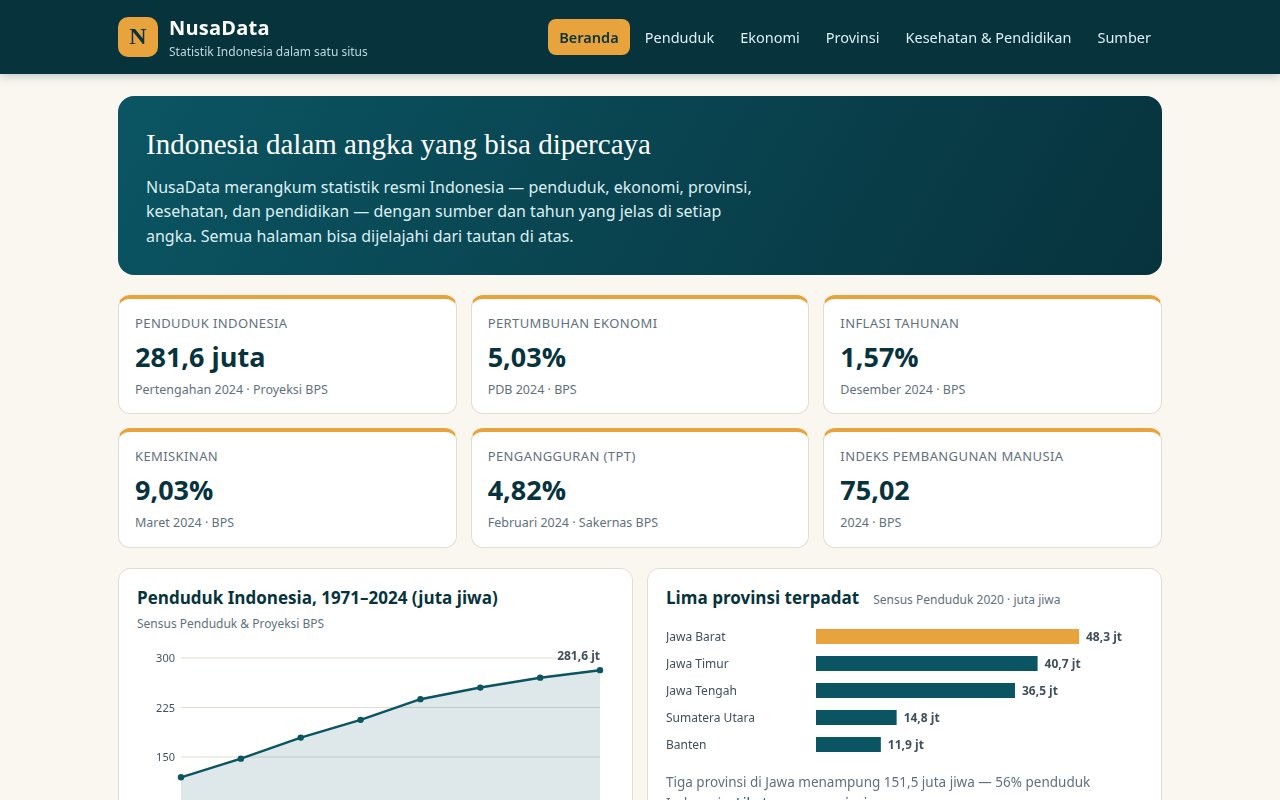 N
NusaData
Statistik Indonesia dalam satu situs
Beranda
Penduduk
Ekonomi
Provinsi
Kesehatan & Pendidikan
Sumber
Indonesia dalam angka yang bisa dipercaya
NusaData merangkum statistik resmi Indonesia — penduduk, ekonomi, provinsi,
kesehatan, dan pendidikan — dengan sumber dan tahun yang jelas di setiap
angka. Semua halaman bisa dijelajahi dari tautan di atas.
PENDUDUK INDONESIA
281,6 juta
Pertengahan 2024 · Proyeksi BPS
PERTUMBUHAN EKONOMI
5,03%
PDB 2024 · BPS
INFLASI TAHUNAN
1,57%
Desember 2024 · BPS
KEMISKINAN
9,03%
Maret 2024 · BPS
PENGANGGURAN (TPT)
4,82%
Februari 2024 · Sakernas BPS
INDEKS PEMBANGUNAN MANUSIA
75,02
2024 · BPS
Penduduk Indonesia, 1971–2024 (juta jiwa)
Sensus Penduduk & Proyeksi BPS
281,6 jt
300
225
150
Lima provinsi terpadat
Sensus Penduduk 2020 · juta jiwa
Jawa Barat 48,3 jt
Jawa Timur 40,7 jt
Jawa Tengah 36,5 jt
Sumatera Utara 14,8 jt
Banten 11,9 jt
Tiga provinsi di Jawa menampung 151,5 juta jiwa — 56% penduduk